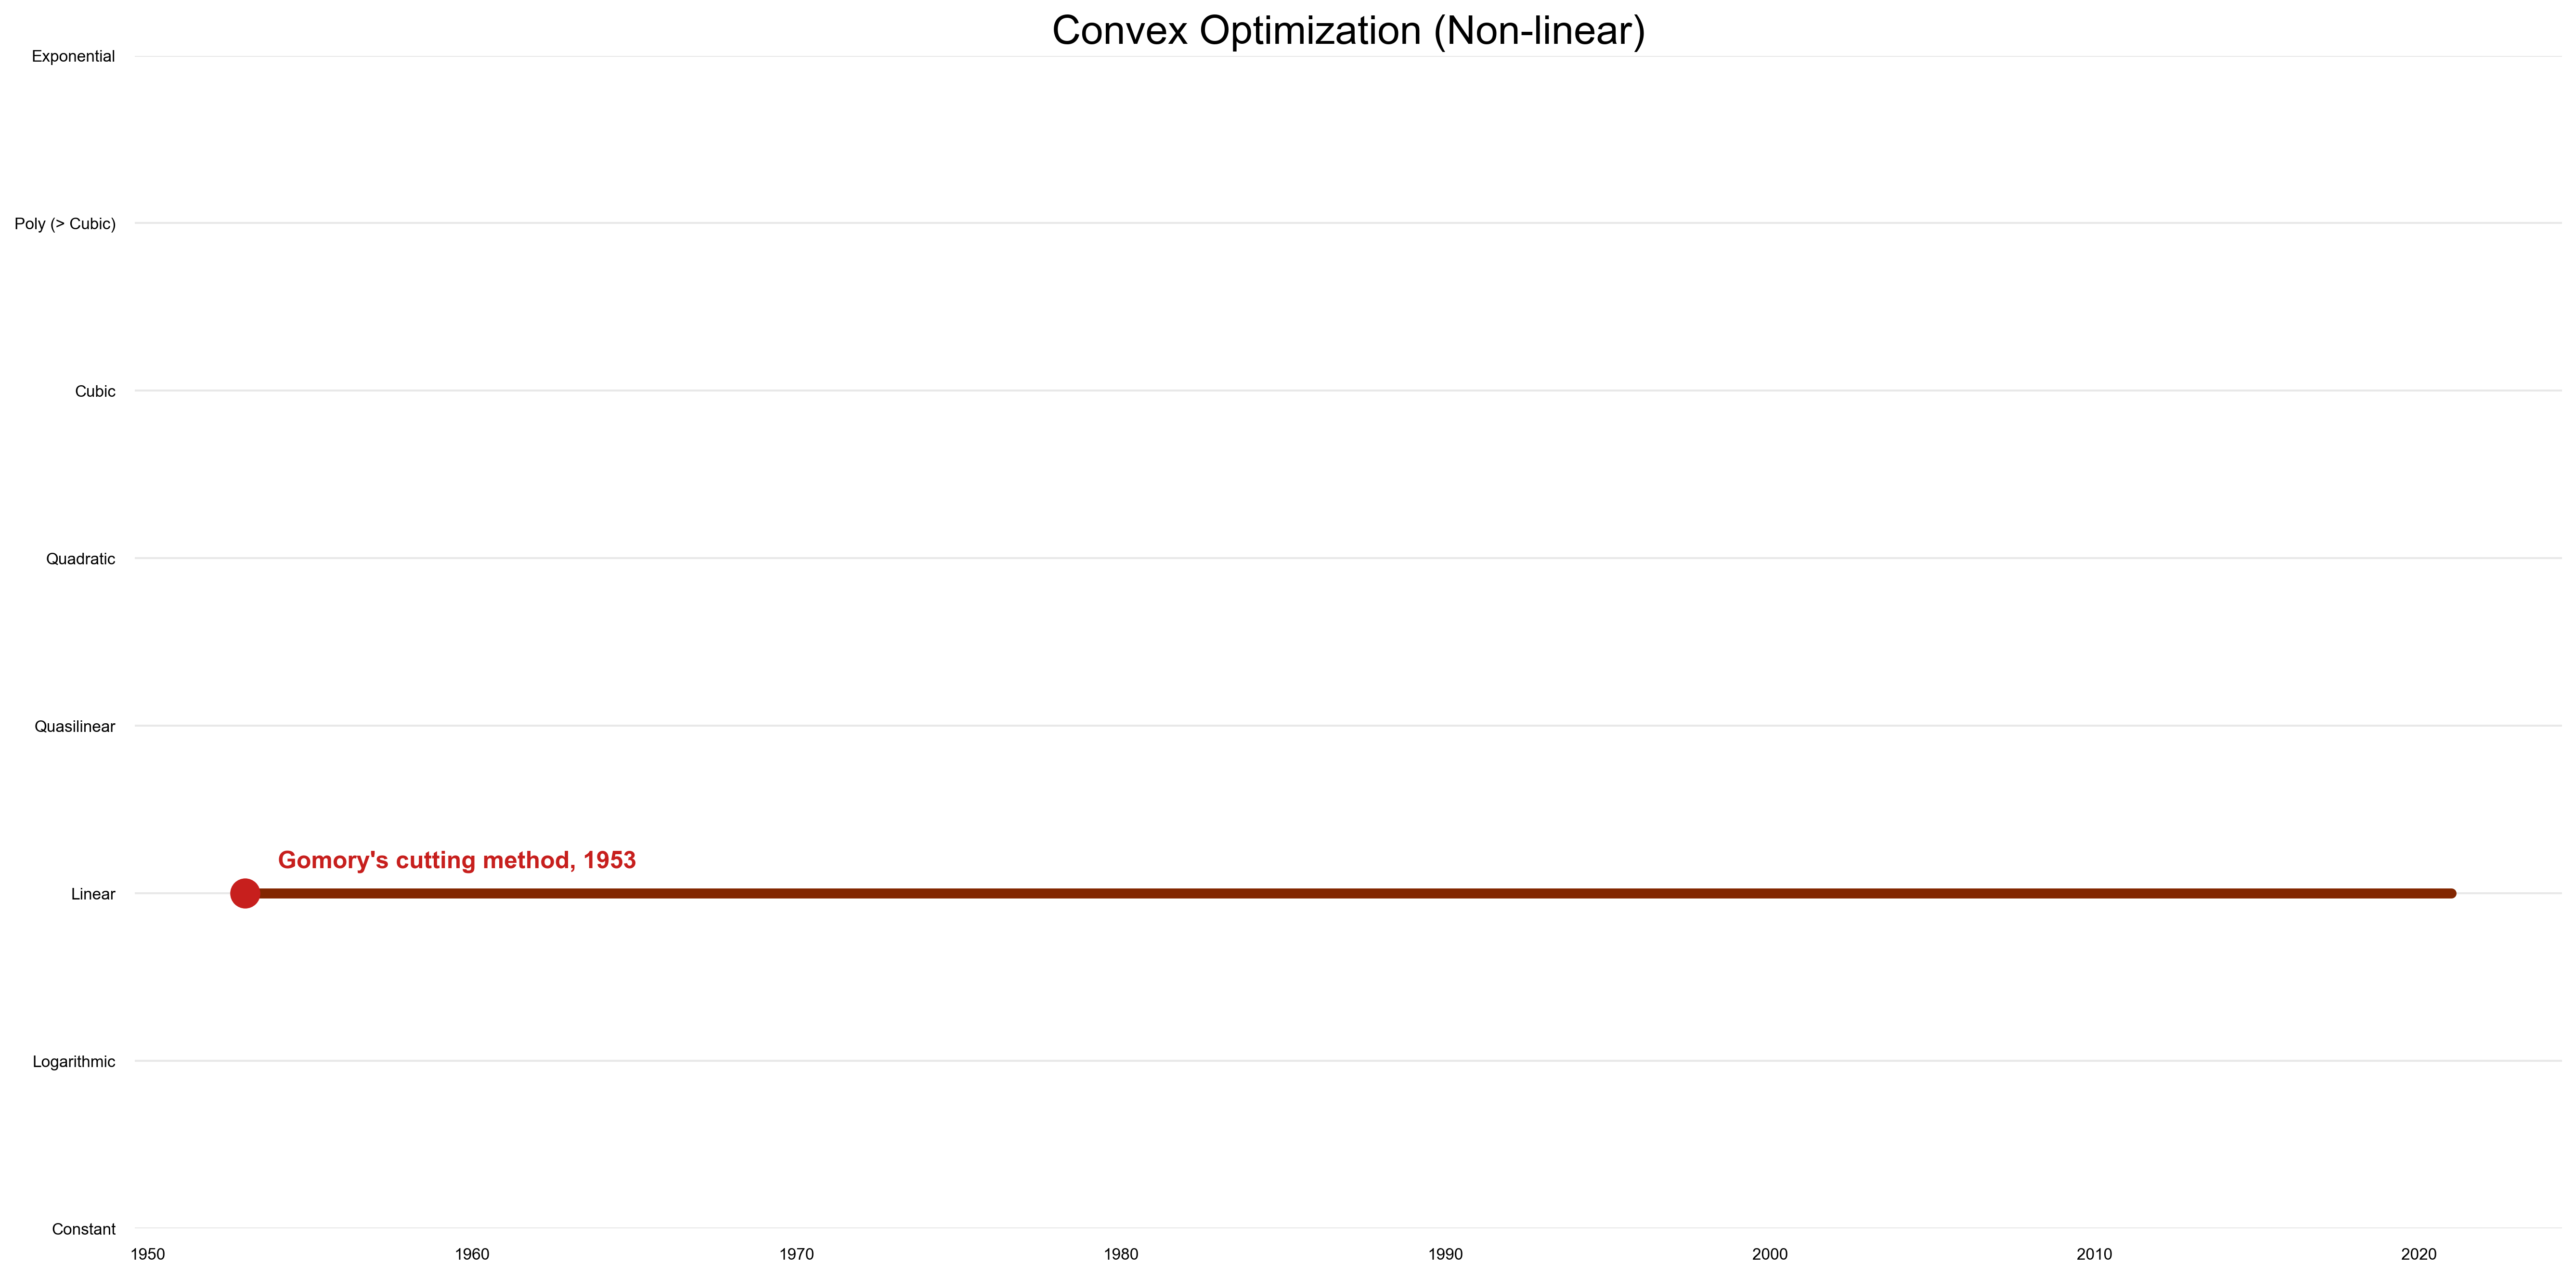 Convex Optimization (Non-linear)
Exponential
Poly (> Cubic)
Cubic
Quadratic
Quasilinear
Gomory's cutting method, 1953
Linear
Logarithmic
Constant
1950 1960 1970 1980 1990 2000 2010 2020